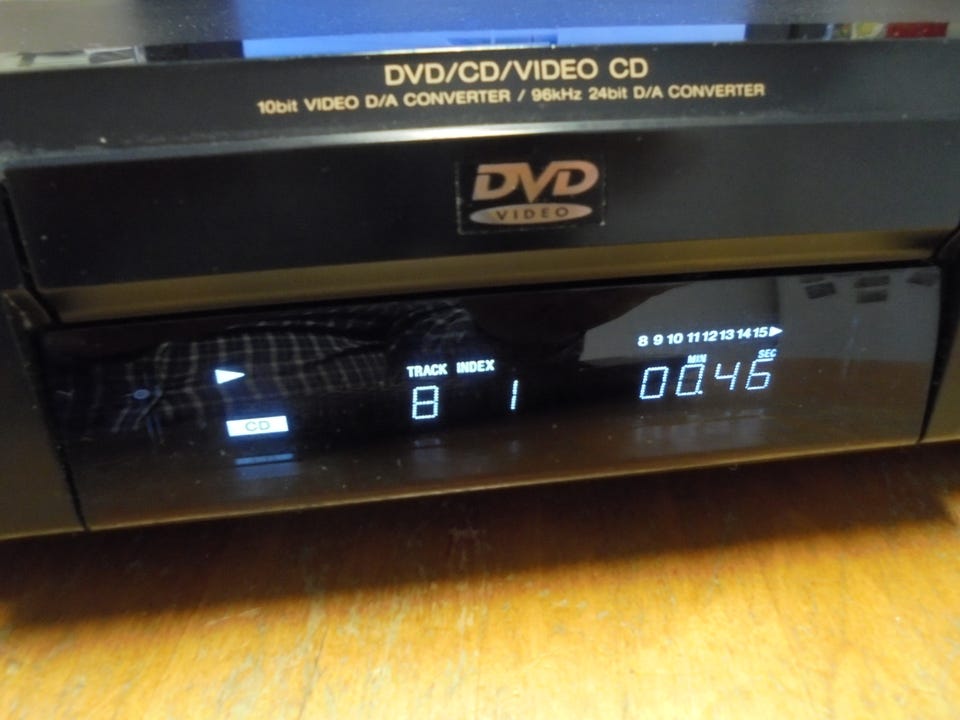 DVD/CD/VIDEO CD
10bit VIDEO D/A CONVERTER / 96kHz 24bit D/A CONVERTER
DVD
VIDEO
8 9 10 11 12 13 14 15
TRACK INDEX MIN SEC
8 1 00.46
CD